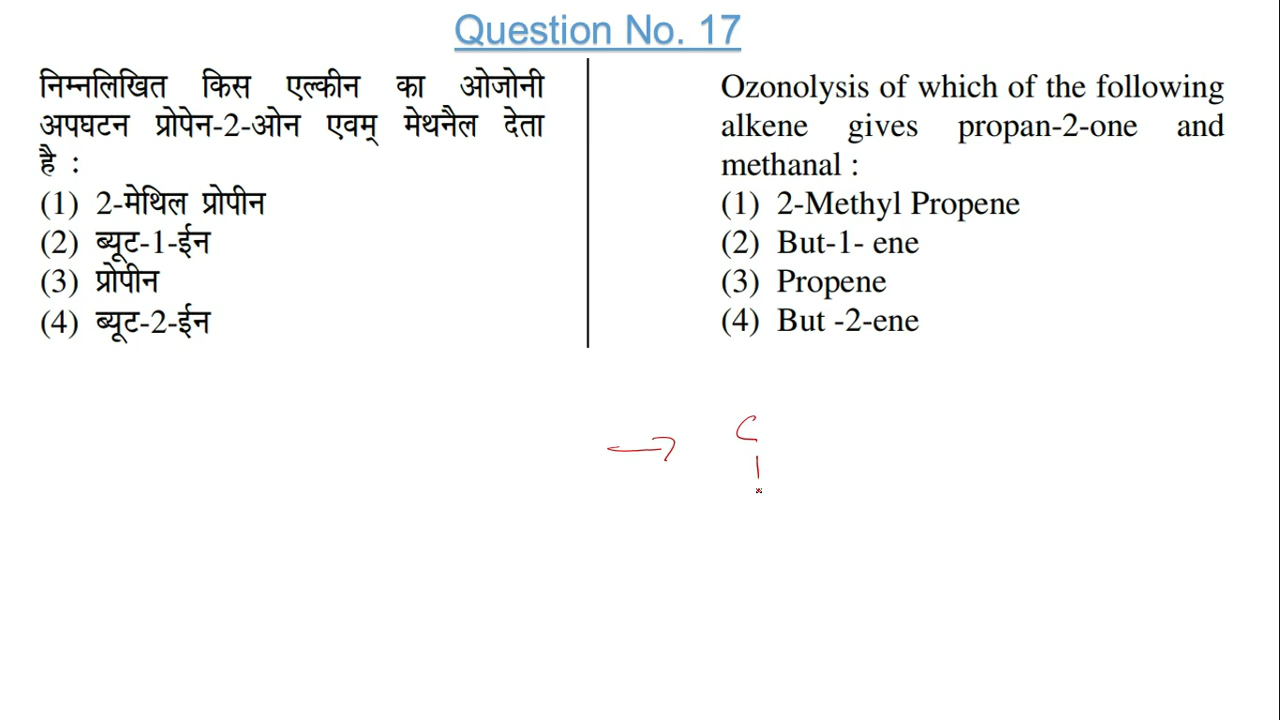 Question No. 17
निम्नलिखित किस एल्कीन का ओजोनी
अपघटन प्रोपेन-2-ओन एवम् मेथनैल देता
है :
(1) 2-मेथिल प्रोपीन
(2) ब्यूट-1-ईन
(3) प्रोपीन
(4) ब्यूट-2-ईन
Ozonolysis of which of the following
alkene gives propan-2-one and
methanal :
(1) 2-Methyl Propene
(2) But-1- ene
(3) Propene
(4) But -2-ene